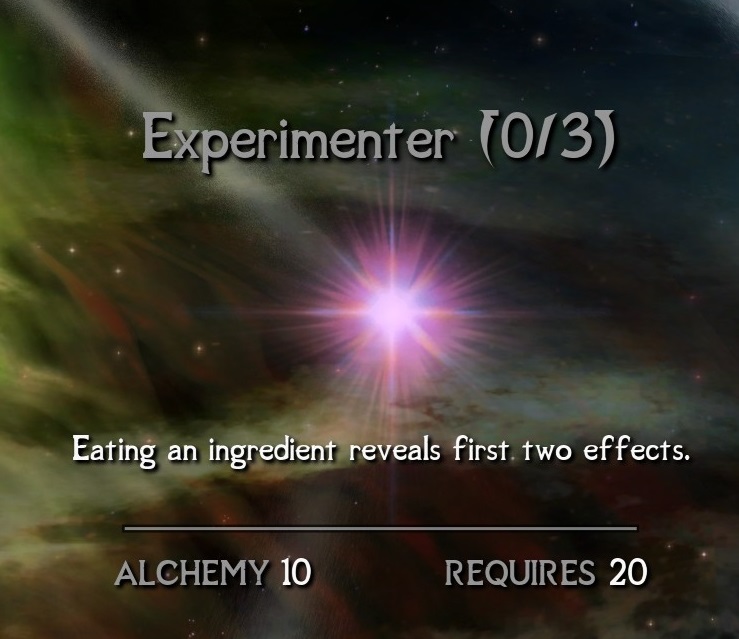 Experimenter (0/3)
Eating an ingredient reveals first two effects.
ALCHEMY 10 REQUIRES 20